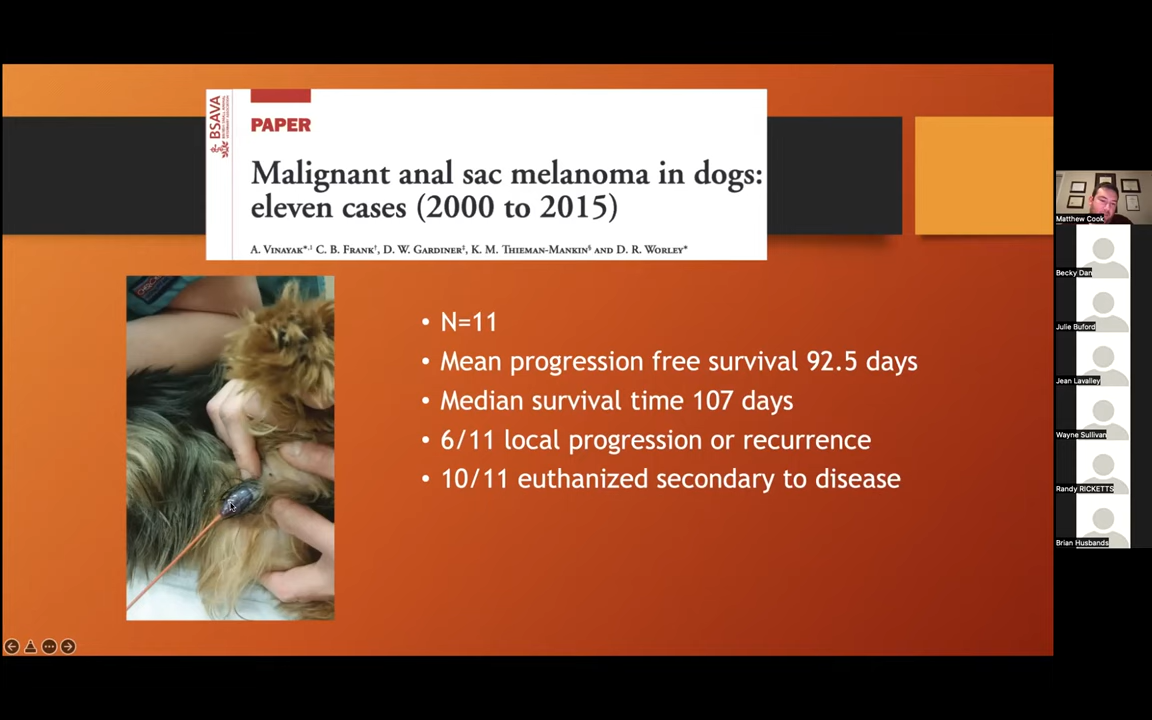 BSAVA
PAPER
Malignant anal sac melanoma in dogs:
eleven cases (2000 to 2015)
A. VINAYAK*,1 C. B. FRANK†, D. W. GARDINER‡, K. M. THIEMAN-MANKIN§ AND D. R. WORLEY*
• N=11
• Mean progression free survival 92.5 days
• Median survival time 107 days
• 6/11 local progression or recurrence
• 10/11 euthanized secondary to disease
Matthew Cook
Becky Dan
Julie Buford
Jean Lavalley
Wayne Sullivan
Randy RICKETTS
Brian Husbands